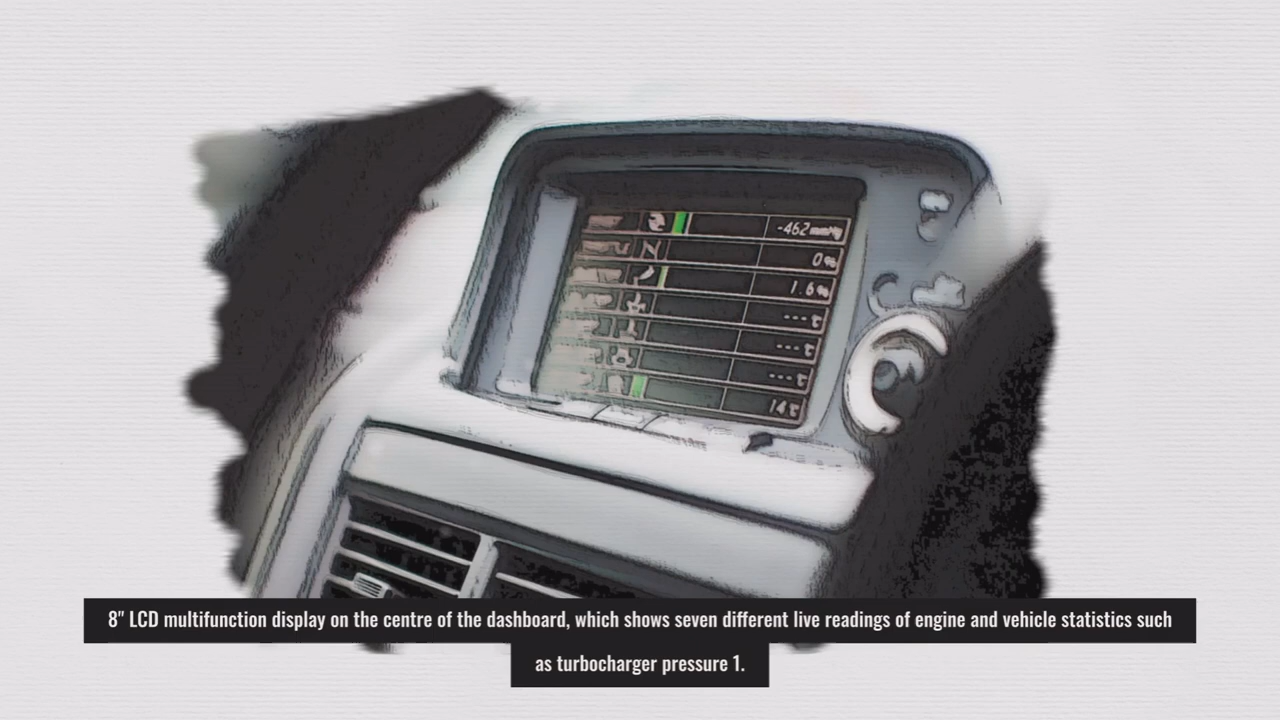 -462 mmHg
0 %
1.6 %
--- ℃
--- ℃
--- ℃
14 ℃
8" LCD multifunction display on the centre of the dashboard, which shows seven different live readings of engine and vehicle statistics such
as turbocharger pressure 1.